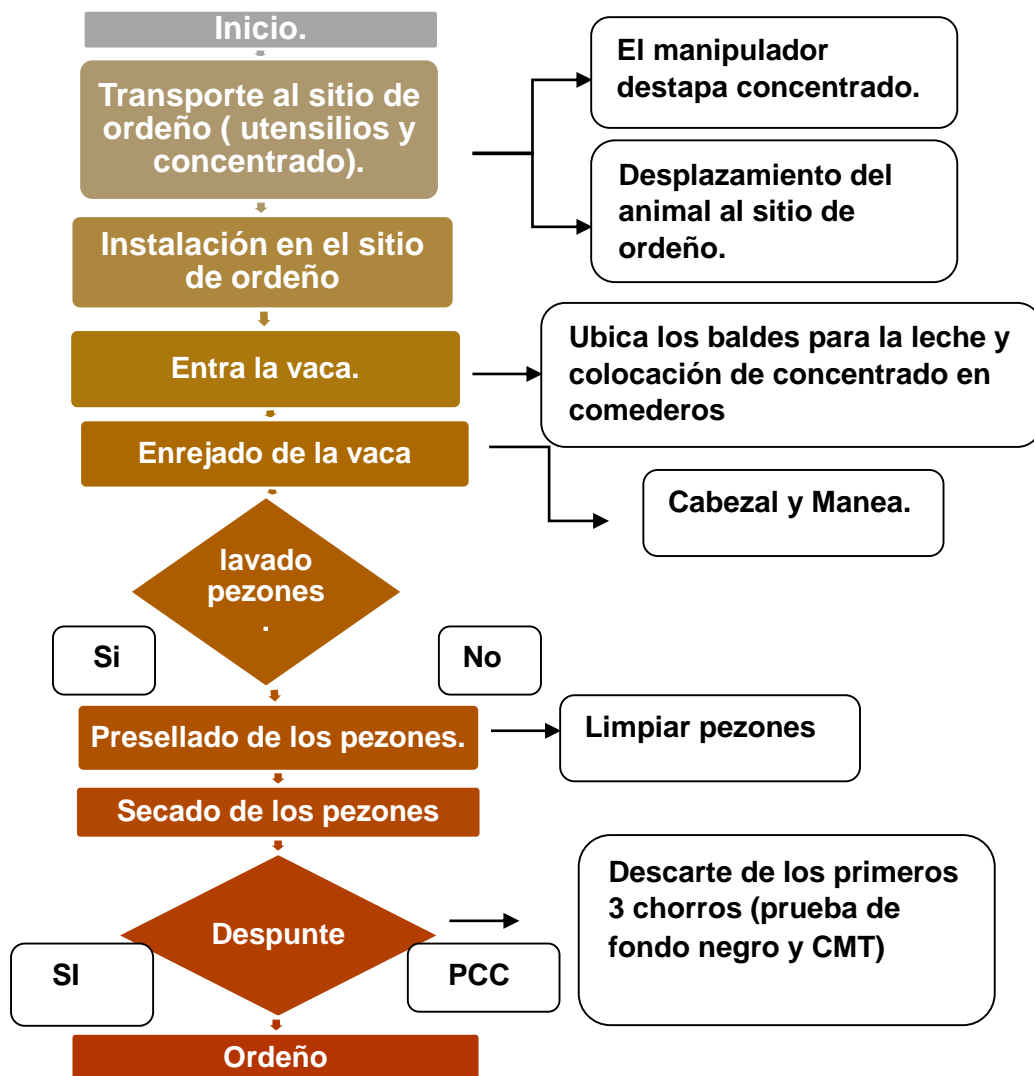 Inicio.
Transporte al sitio de
ordeño ( utensilios y
concentrado).
El manipulador
destapa concentrado.
Desplazamiento del
animal al sitio de
ordeño.
Instalación en el sitio
de ordeño
Entra la vaca.
Ubica los baldes para la leche y
colocación de concentrado en
comederos
Enrejado de la vaca
Cabezal y Manea.
lavado
pezones
.
Si
No
Presellado de los pezones.
Limpiar pezones
Secado de los pezones
Despunte
Descarte de los primeros
3 chorros (prueba de
fondo negro y CMT)
SI
PCC
Ordeño